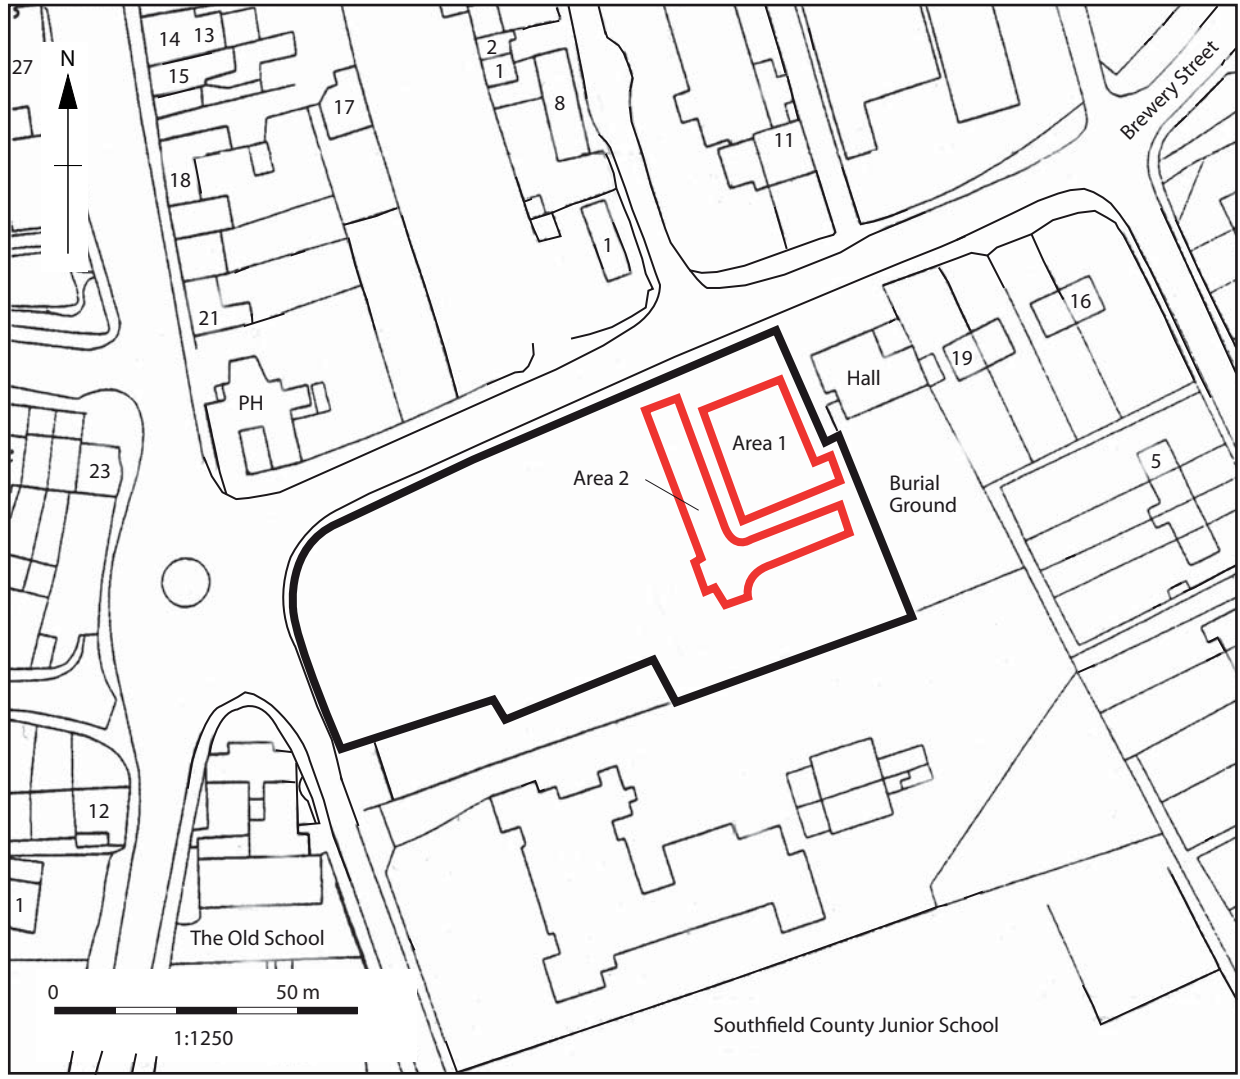 14 13
2
Brewery Street
N
27
15
1
17
8
11
18
1
16
21
19
Hall
PH
Area 1
23
5
Area 2
Burial
Ground
12
1
The Old School
0 50 m
1:1250
Southfield County Junior School